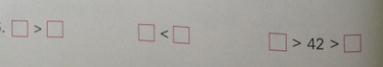 . □ > □ □ < □ □ > 42 > □